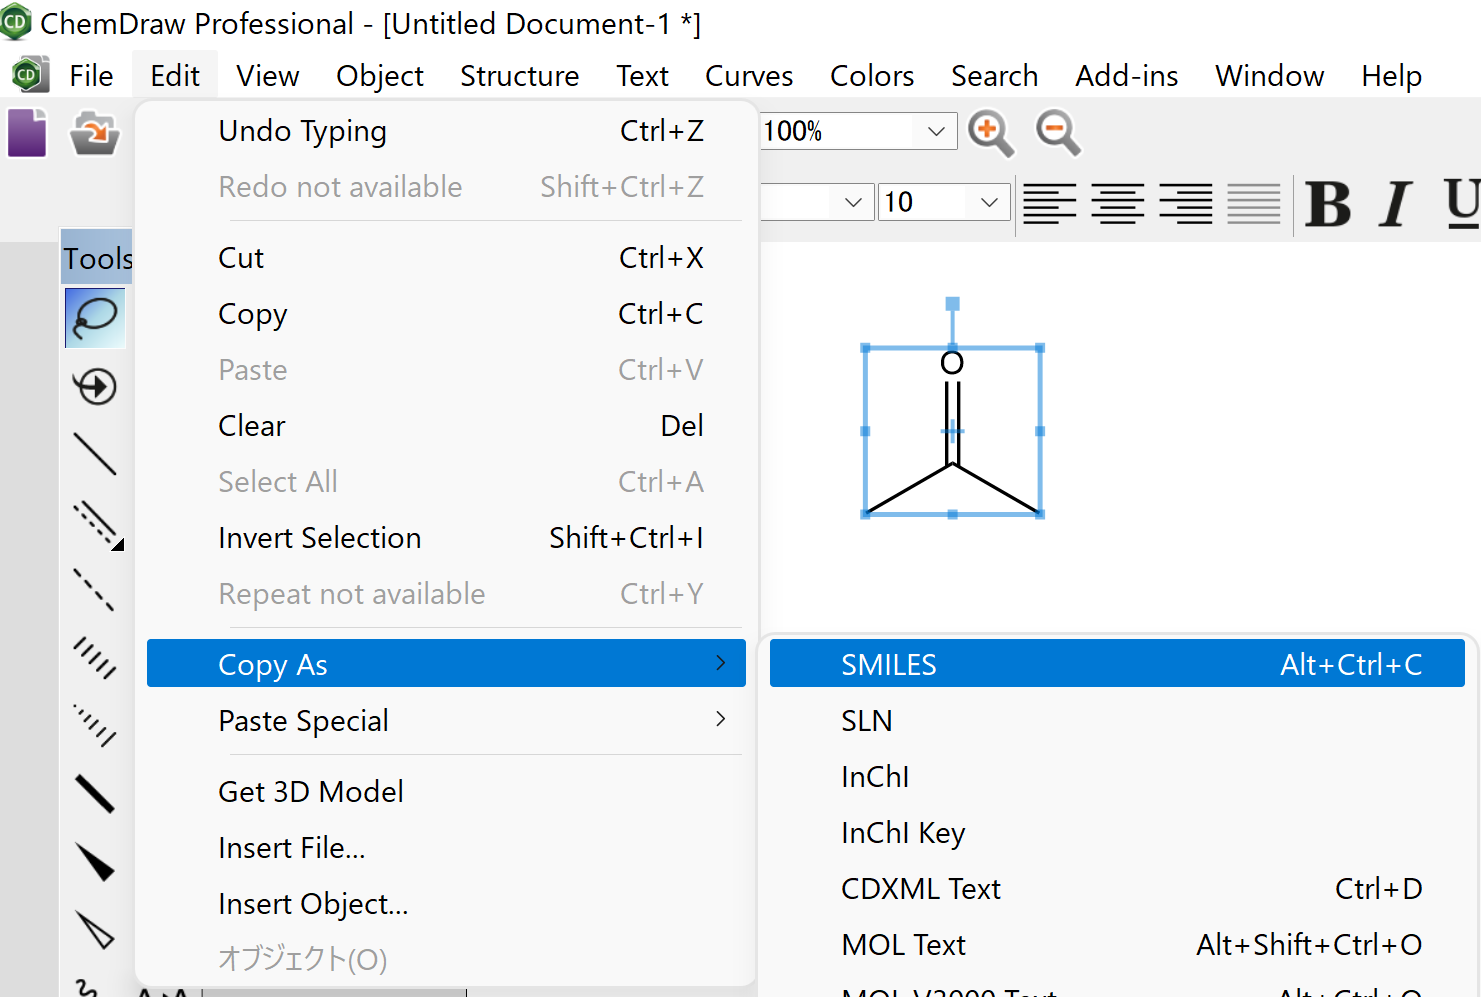 ChemDraw Professional - [Untitled Document-1 *]
File Edit View Object Structure Text Curves Colors Search Add-ins Window Help
100%
10 B I U
Tools
Undo Typing Ctrl+Z
Redo not available Shift+Ctrl+Z
Cut Ctrl+X
Copy Ctrl+C
Paste Ctrl+V
Clear Del
Select All Ctrl+A
Invert Selection Shift+Ctrl+I
Repeat not available Ctrl+Y
Copy As
Paste Special
Get 3D Model
Insert File...
Insert Object...
オブジェクト(O)
O
SMILES Alt+Ctrl+C
SLN
InChI
InChI Key
CDXML Text Ctrl+D
MOL Text Alt+Shift+Ctrl+O
MOL V3000 Text